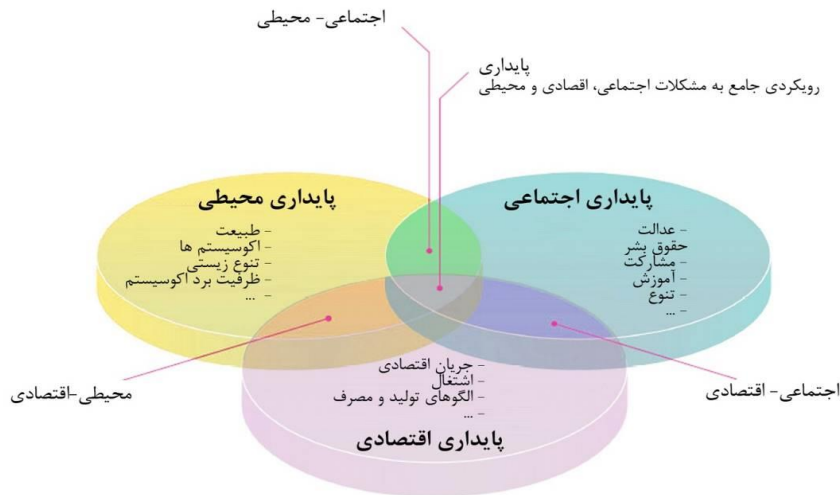 اجتماعی- محیطی
پایداری
رویکردی جامع به مشکلات اجتماعی، اقصادی و محیطی
پایداری اجتماعی
- عدالت
حقوق بشر
- مشارکت
- آموزش
- تنوع
- ...
پایداری محیطی
- طبیعت
- اکوسیستم ها
- تنوع زیستی
- ظرفیت برد اکوسیستم
- ...
- جریان اقتصادی
- اشتغال
- الگوهای تولید و مصرف
- ...
پایداری اقتصادی
اجتماعی- اقتصادی
محیطی-اقتصادی